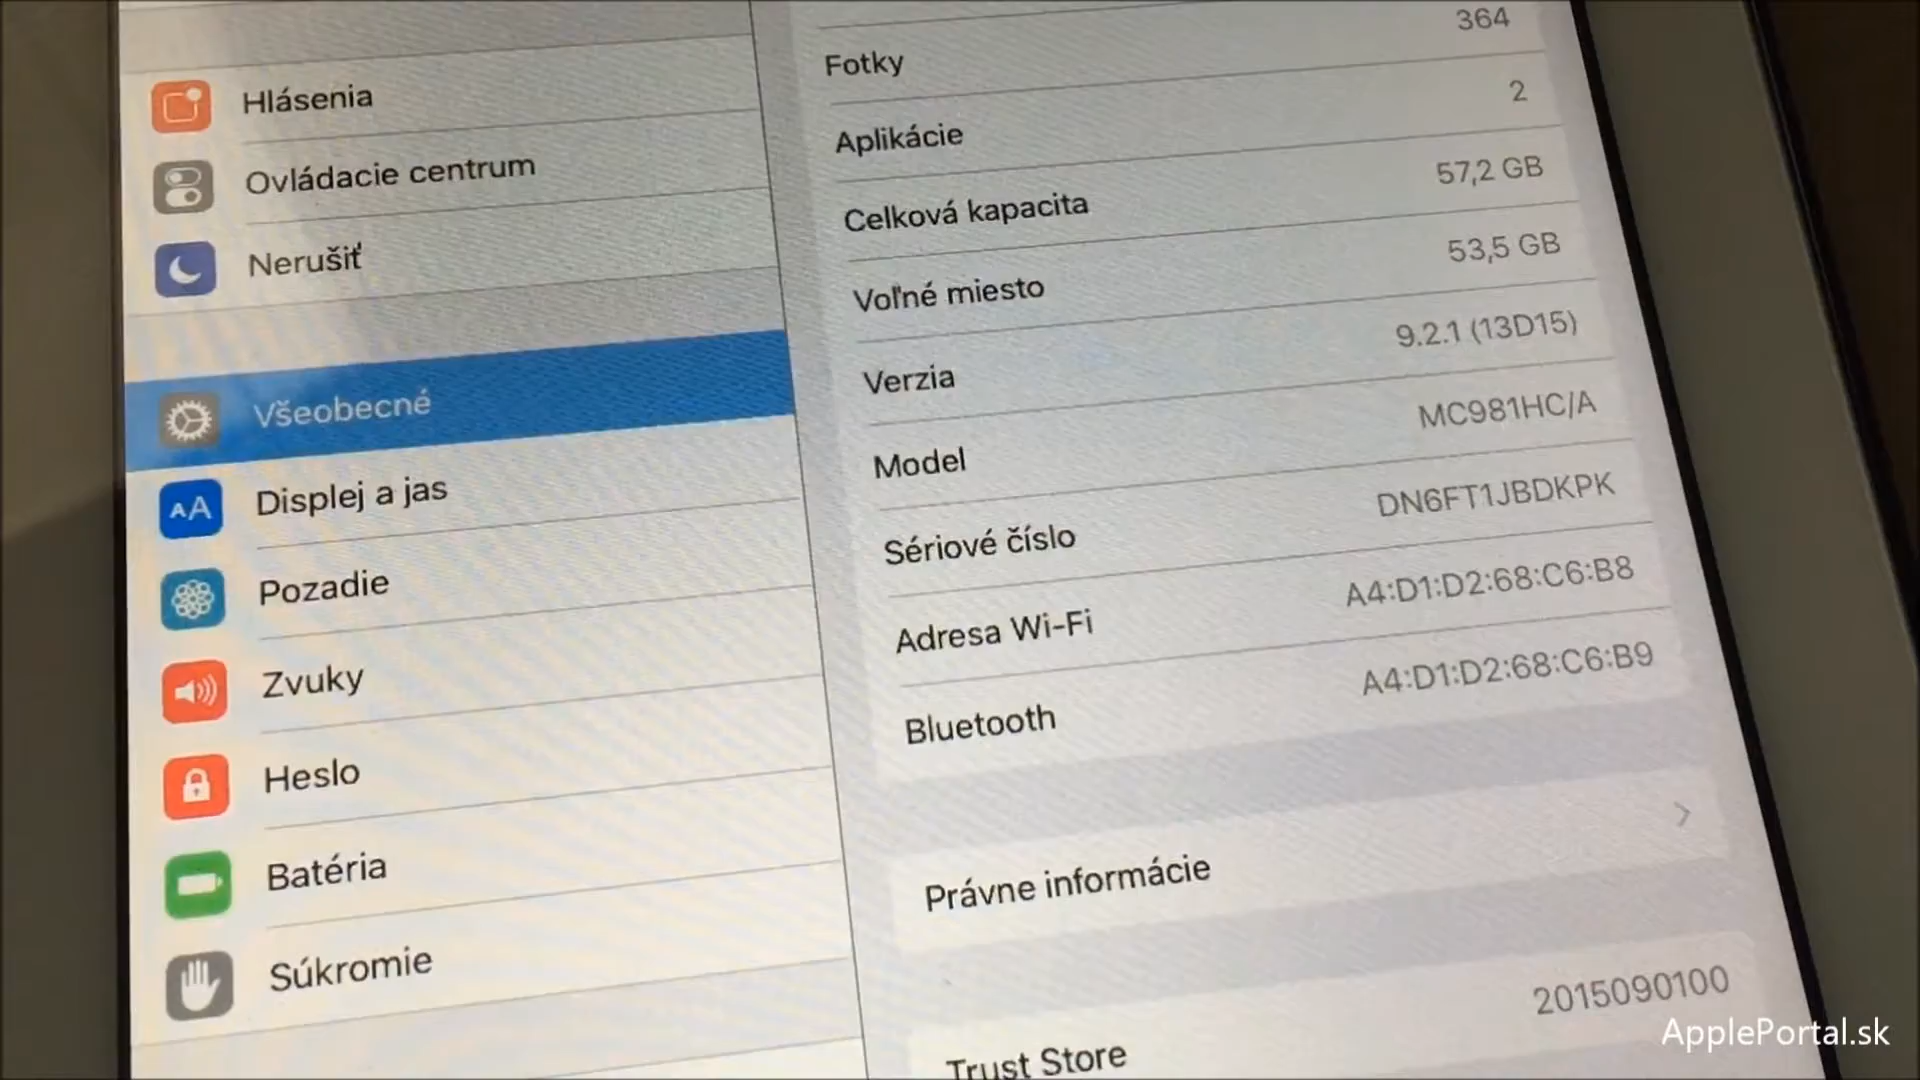 Hlásenia
Ovládacie centrum
Nerušiť
Všeobecné
AA
Displej a jas
Pozadie
Zvuky
Heslo
Batéria
Súkromie
364
Fotky
2
Aplikácie
57,2 GB
Celková kapacita
53,5 GB
Voľné miesto
9.2.1 (13D15)
Verzia
MC981HC/A
Model
DN6FT1JBDKPK
Sériové číslo
A4:D1:D2:68:C6:B8
Adresa Wi-Fi
A4:D1:D2:68:C6:B9
Bluetooth
Právne informácie
2015090100
Trust Store
ApplePortal.sk